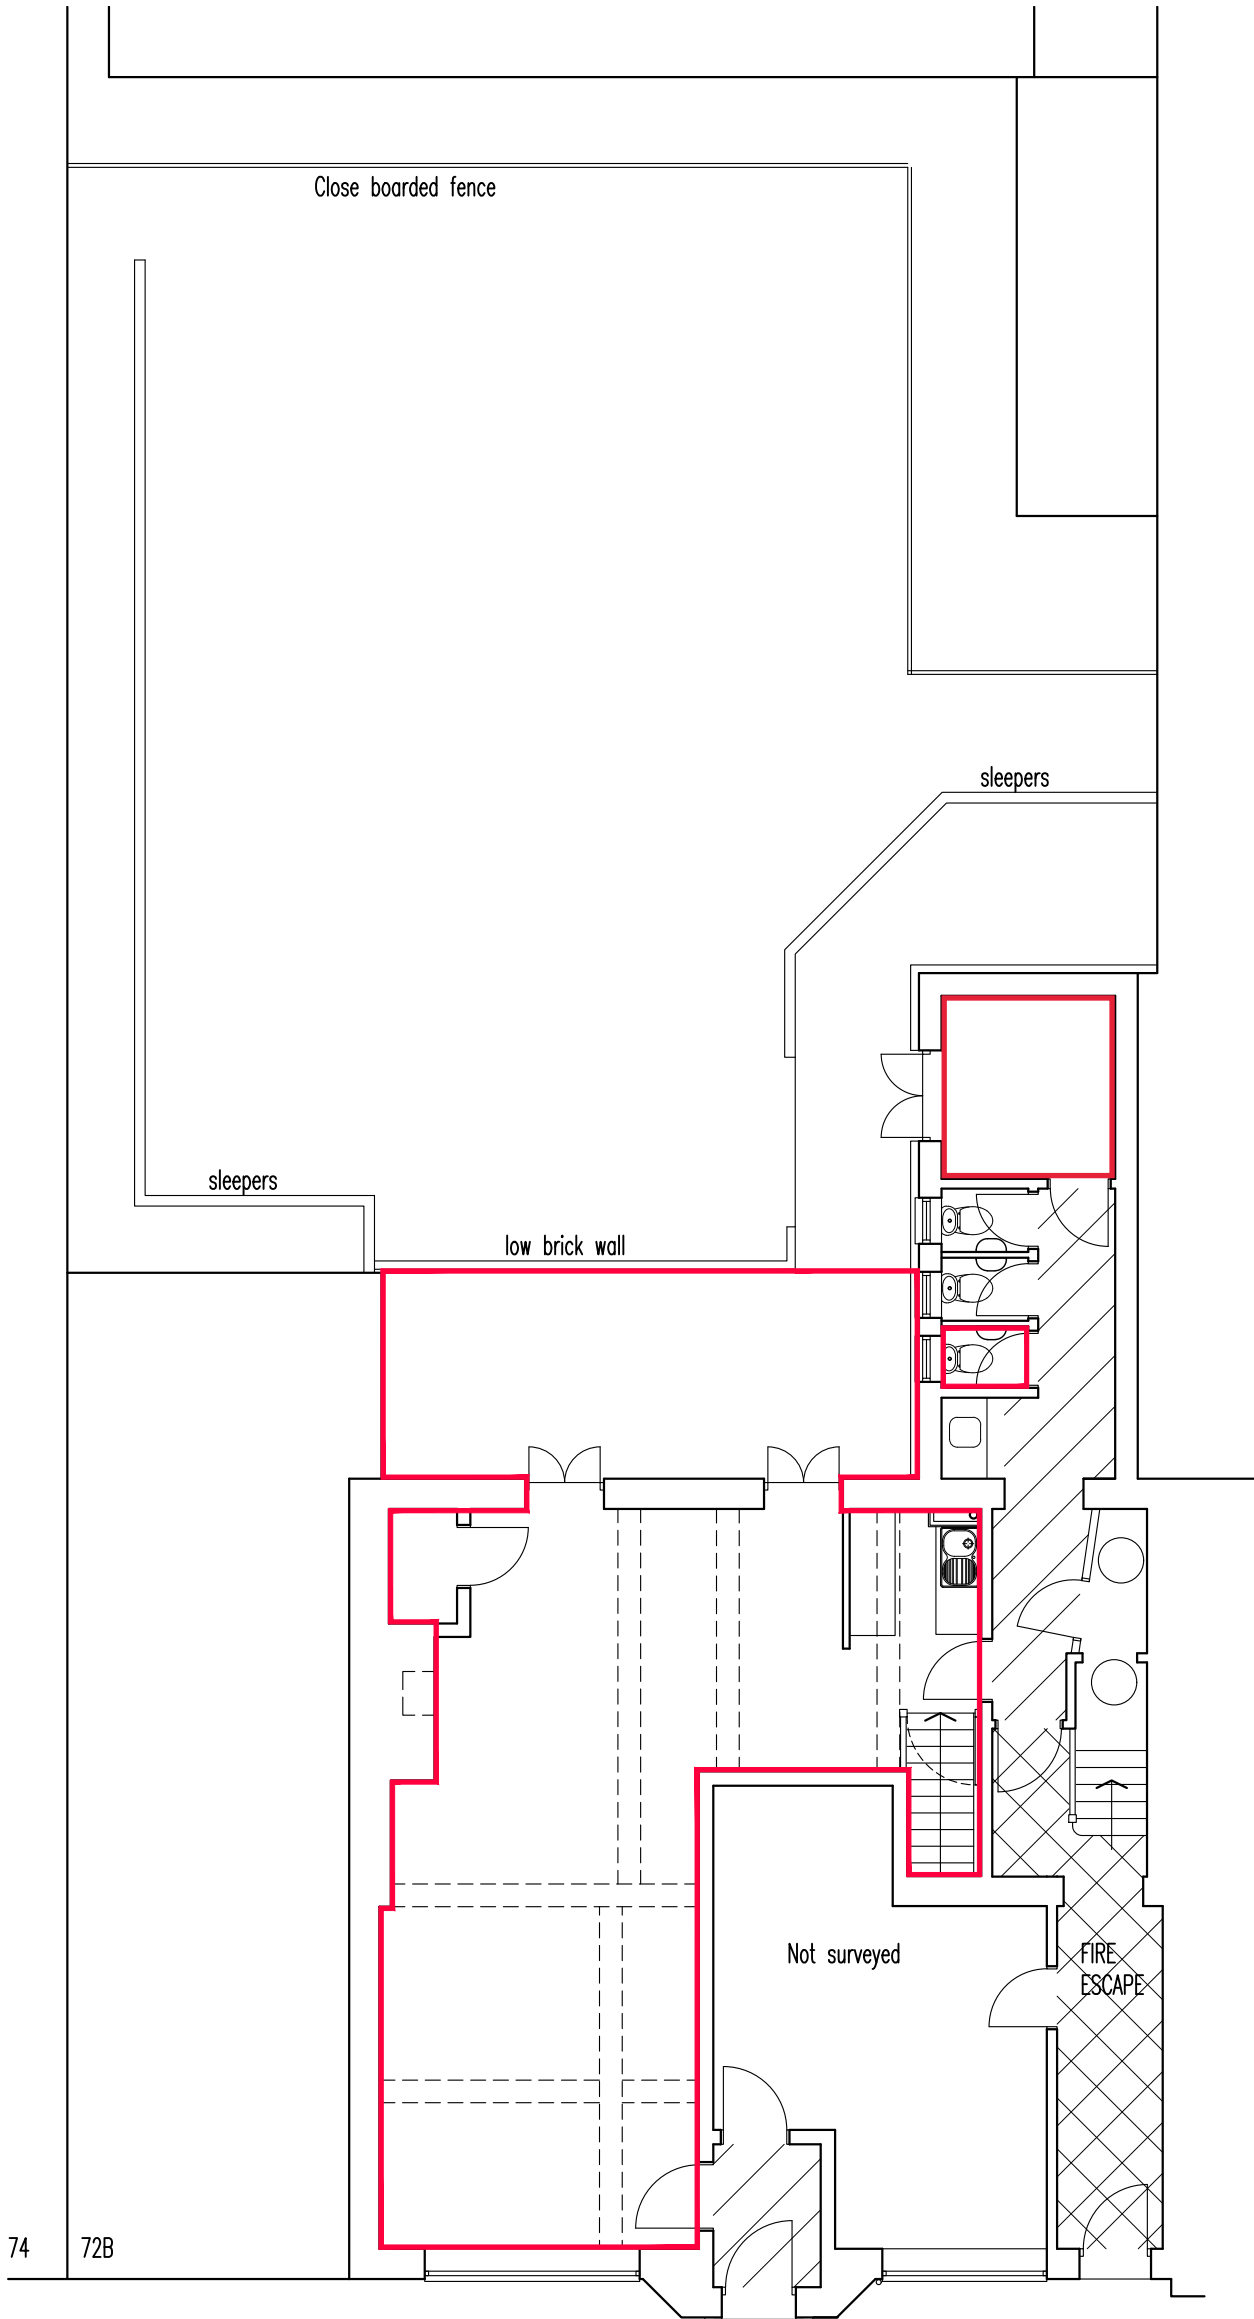 Close boarded fence
sleepers
sleepers
low brick wall
Not surveyed
FIRE
ESCAPE
74
72B